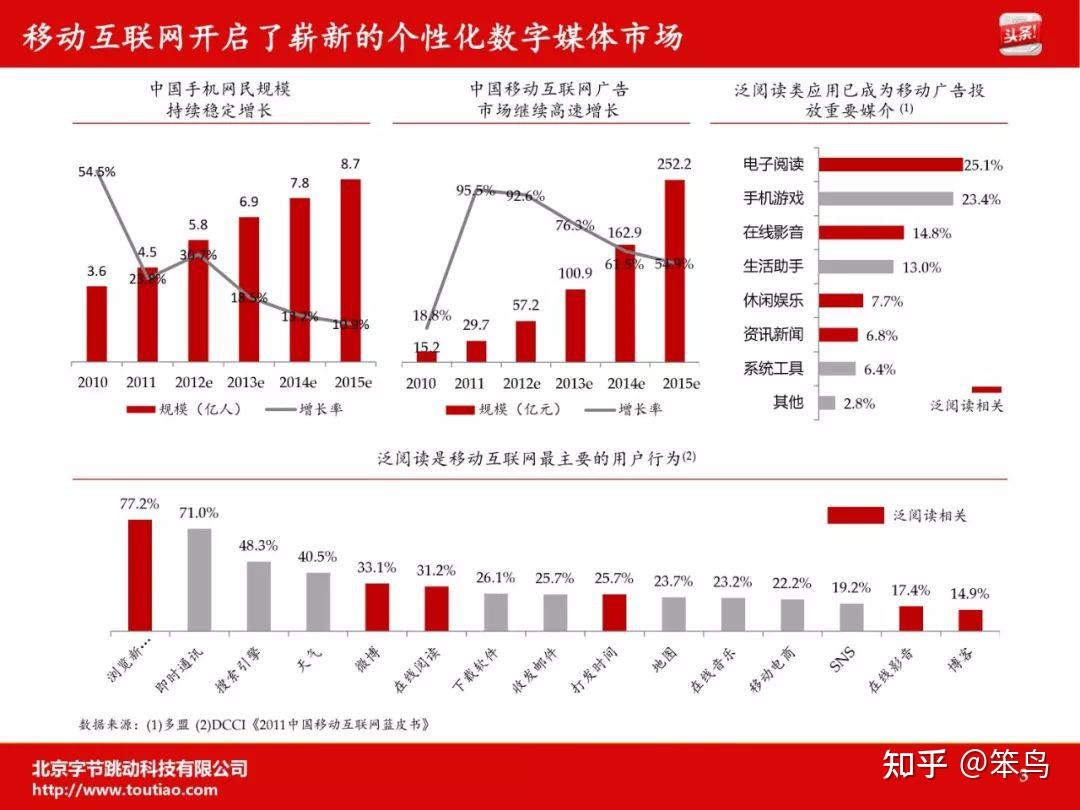 移动互联网开启了崭新的个性化数字媒体市场
头条!
中国手机网民规模
持续稳定增长
54.5%
3.6
4.5
23.8%
5.8
30.7%
6.9
18.5%
7.8
13.2%
8.7
10.9%
2010 2011 2012e 2013e 2014e 2015e
规模（亿人） 增长率
中国移动互联网广告
市场继续高速增长
18.8%
15.2
95.5%
29.7
92.6%
57.2
76.3%
100.9
162.9
61.5%
252.2
54.9%
2010 2011 2012e 2013e 2014e 2015e
规模（亿元） 增长率
泛阅读类应用已成为移动广告投
放重要媒介 (1)
电子阅读 25.1%
手机游戏 23.4%
在线影音 14.8%
生活助手 13.0%
休闲娱乐 7.7%
资讯新闻 6.8%
系统工具 6.4%
其他 2.8%
泛阅读相关
泛阅读是移动互联网最主要的用户行为(2)
泛阅读相关
77.2% 71.0% 48.3% 40.5% 33.1% 31.2% 26.1% 25.7% 25.7% 23.7% 23.2% 22.2% 19.2% 17.4% 14.9%
浏览新… 即时通讯 搜索引擎 天气 微博 在线阅读 下载软件 收发邮件 打发时间 地图 在线音乐 移动电商 SNS 在线影音 博客
数据来源：(1)多盟 (2)DCCI《2011中国移动互联网蓝皮书》
北京字节跳动科技有限公司
http://www.toutiao.com
知乎 @笨鸟
3